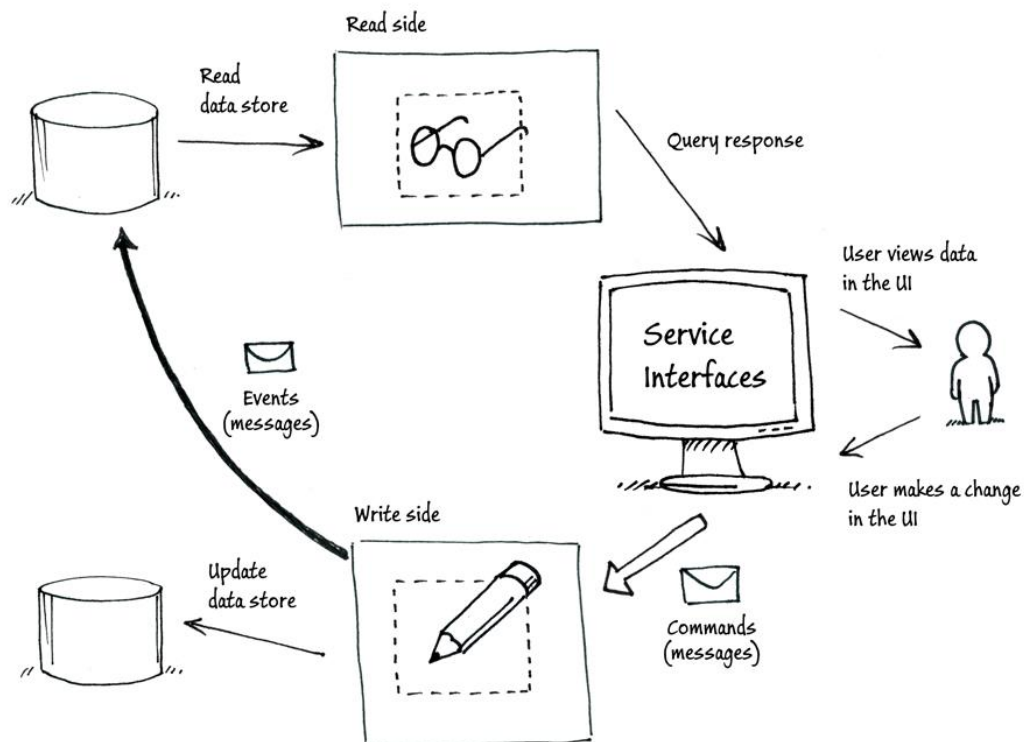 Read side
Read
data store
Query response
User views data
in the UI
Service
Interfaces
Events
(messages)
User makes a change
in the UI
Write side
Update
data store
Commands
(messages)